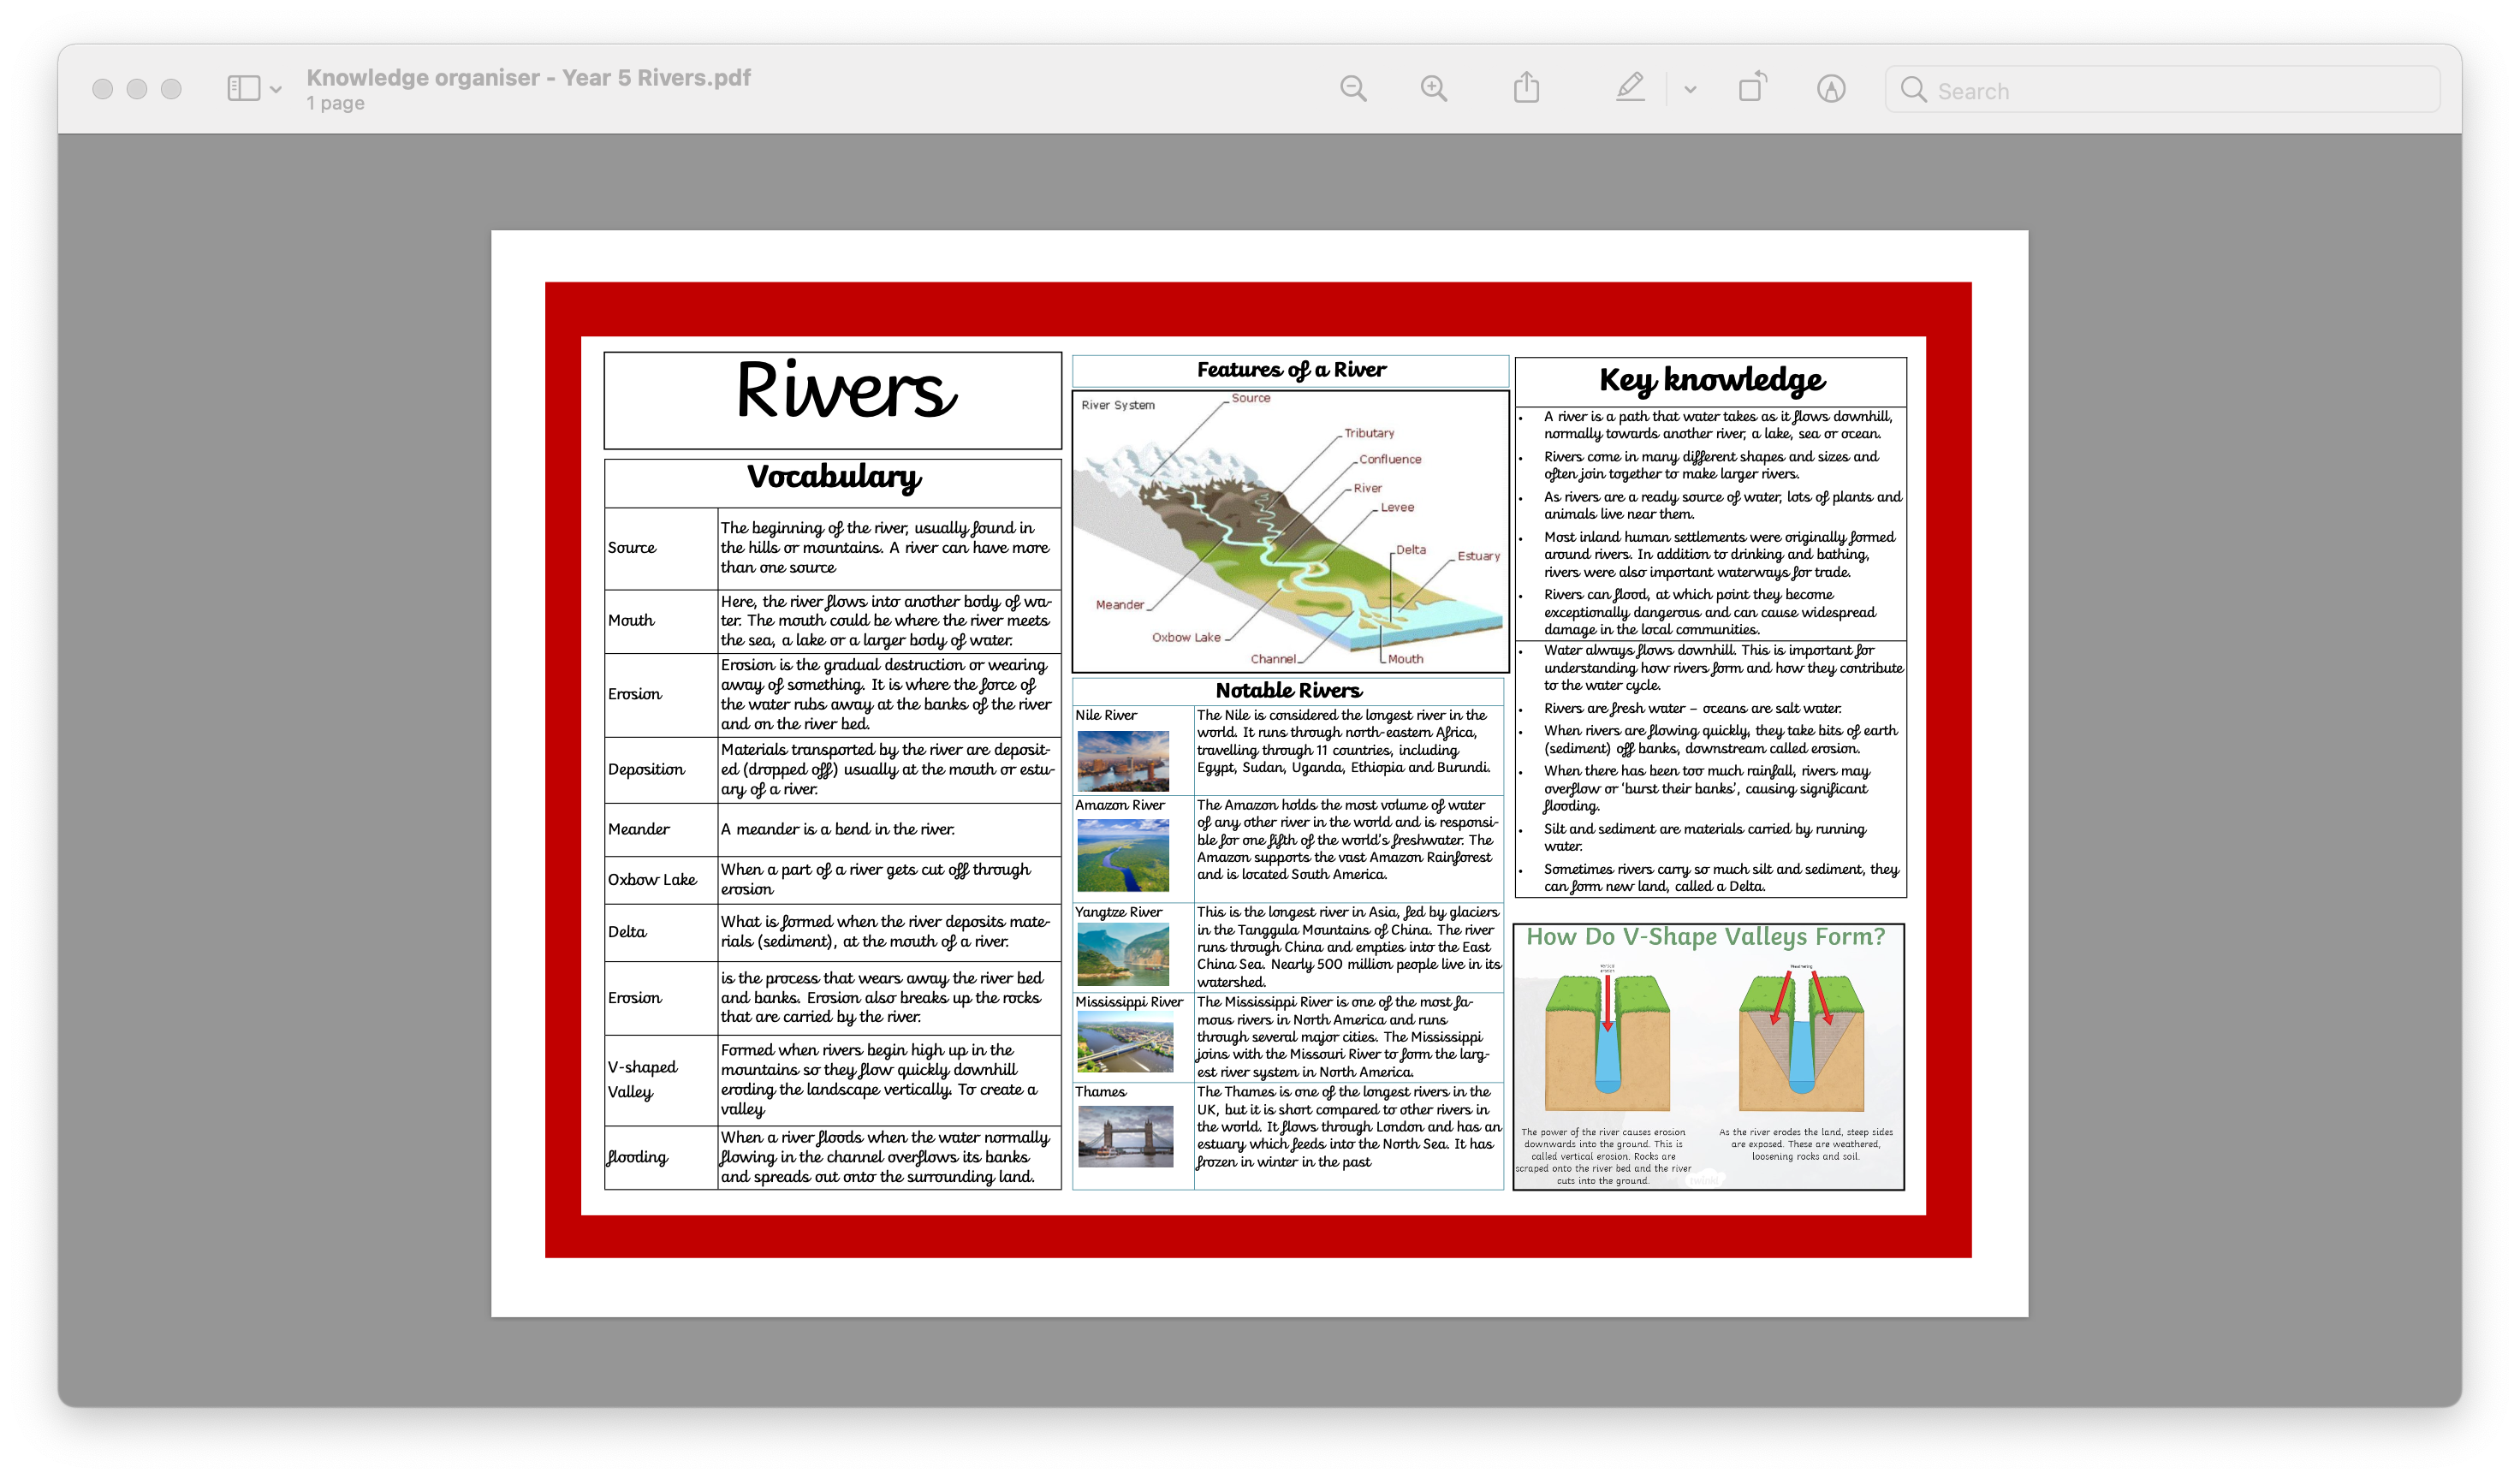 Knowledge organiser - Year 5 Rivers.pdf
1 page
Search
Rivers
Vocabulary
Source
The beginning of the river, usually found in
the hills or mountains. A river can have more
than one source
Mouth
Here, the river flows into another body of wa-
ter. The mouth could be where the river meets
the sea, a lake or a larger body of water.
Erosion
Erosion is the gradual destruction or wearing
away of something. It is where the force of
the water rubs away at the banks of the river
and on the river bed.
Deposition
Materials transported by the river are deposit-
ed (dropped off) usually at the mouth or estu-
ary of a river.
Meander
A meander is a bend in the river.
Oxbow Lake
When a part of a river gets cut off through
erosion
Delta
What is formed when the river deposits mate-
rials (sediment), at the mouth of a river.
Erosion
is the process that wears away the river bed
and banks. Erosion also breaks up the rocks
that are carried by the river.
V-shaped
Valley
Formed when rivers begin high up in the
mountains so they flow quickly downhill
eroding the landscape vertically. To create a
valley
flooding
When a river floods when the water normally
flowing in the channel overflows its banks
and spreads out onto the surrounding land.
Features of a River
River System
Source
Tributary
Confluence
River
Levee
Delta
Estuary
Meander
Oxbow Lake
Channel
Mouth
Notable Rivers
Nile River
The Nile is considered the longest river in the
world. It runs through north-eastern Africa,
travelling through 11 countries, including
Egypt, Sudan, Uganda, Ethiopia and Burundi.
Amazon River
The Amazon holds the most volume of water
of any other river in the world and is responsi-
ble for one fifth of the world's freshwater. The
Amazon supports the vast Amazon Rainforest
and is located South America.
Yangtze River
This is the longest river in Asia, fed by glaciers
in the Tanggula Mountains of China. The river
runs through China and empties into the East
China Sea. Nearly 500 million people live in its
watershed.
Mississippi River
The Mississippi River is one of the most fa-
mous rivers in North America and runs
through several major cities. The Mississippi
joins with the Missouri River to form the larg-
est river system in North America.
Thames
The Thames is one of the longest rivers in the
UK, but it is short compared to other rivers in
the world. It flows through London and has an
estuary which feeds into the North Sea. It has
frozen in winter in the past
Key knowledge
• A river is a path that water takes as it flows downhill,
normally towards another river, a lake, sea or ocean.
• Rivers come in many different shapes and sizes and
often join together to make larger rivers.
• As rivers are a ready source of water, lots of plants and
animals live near them.
• Most inland human settlements were originally formed
around rivers. In addition to drinking and bathing,
rivers were also important waterways for trade.
• Rivers can flood, at which point they become
exceptionally dangerous and can cause widespread
damage in the local communities.
• Water always flows downhill. This is important for
understanding how rivers form and how they contribute
to the water cycle.
• Rivers are fresh water – oceans are salt water.
• When rivers are flowing quickly, they take bits of earth
(sediment) off banks, downstream called erosion.
• When there has been too much rainfall, rivers may
overflow or 'burst their banks', causing significant
flooding.
• Silt and sediment are materials carried by running
water.
• Sometimes rivers carry so much silt and sediment, they
can form new land, called a Delta.
How Do V-Shape Valleys Form?
Weathering
The power of the river causes erosion
downwards into the ground. This is
called vertical erosion. Rocks are
scraped onto the river bed and the river
cuts into the ground.
As the river erodes the land, steep sides
are exposed. These are weathered,
loosening rocks and soil.
twinkl